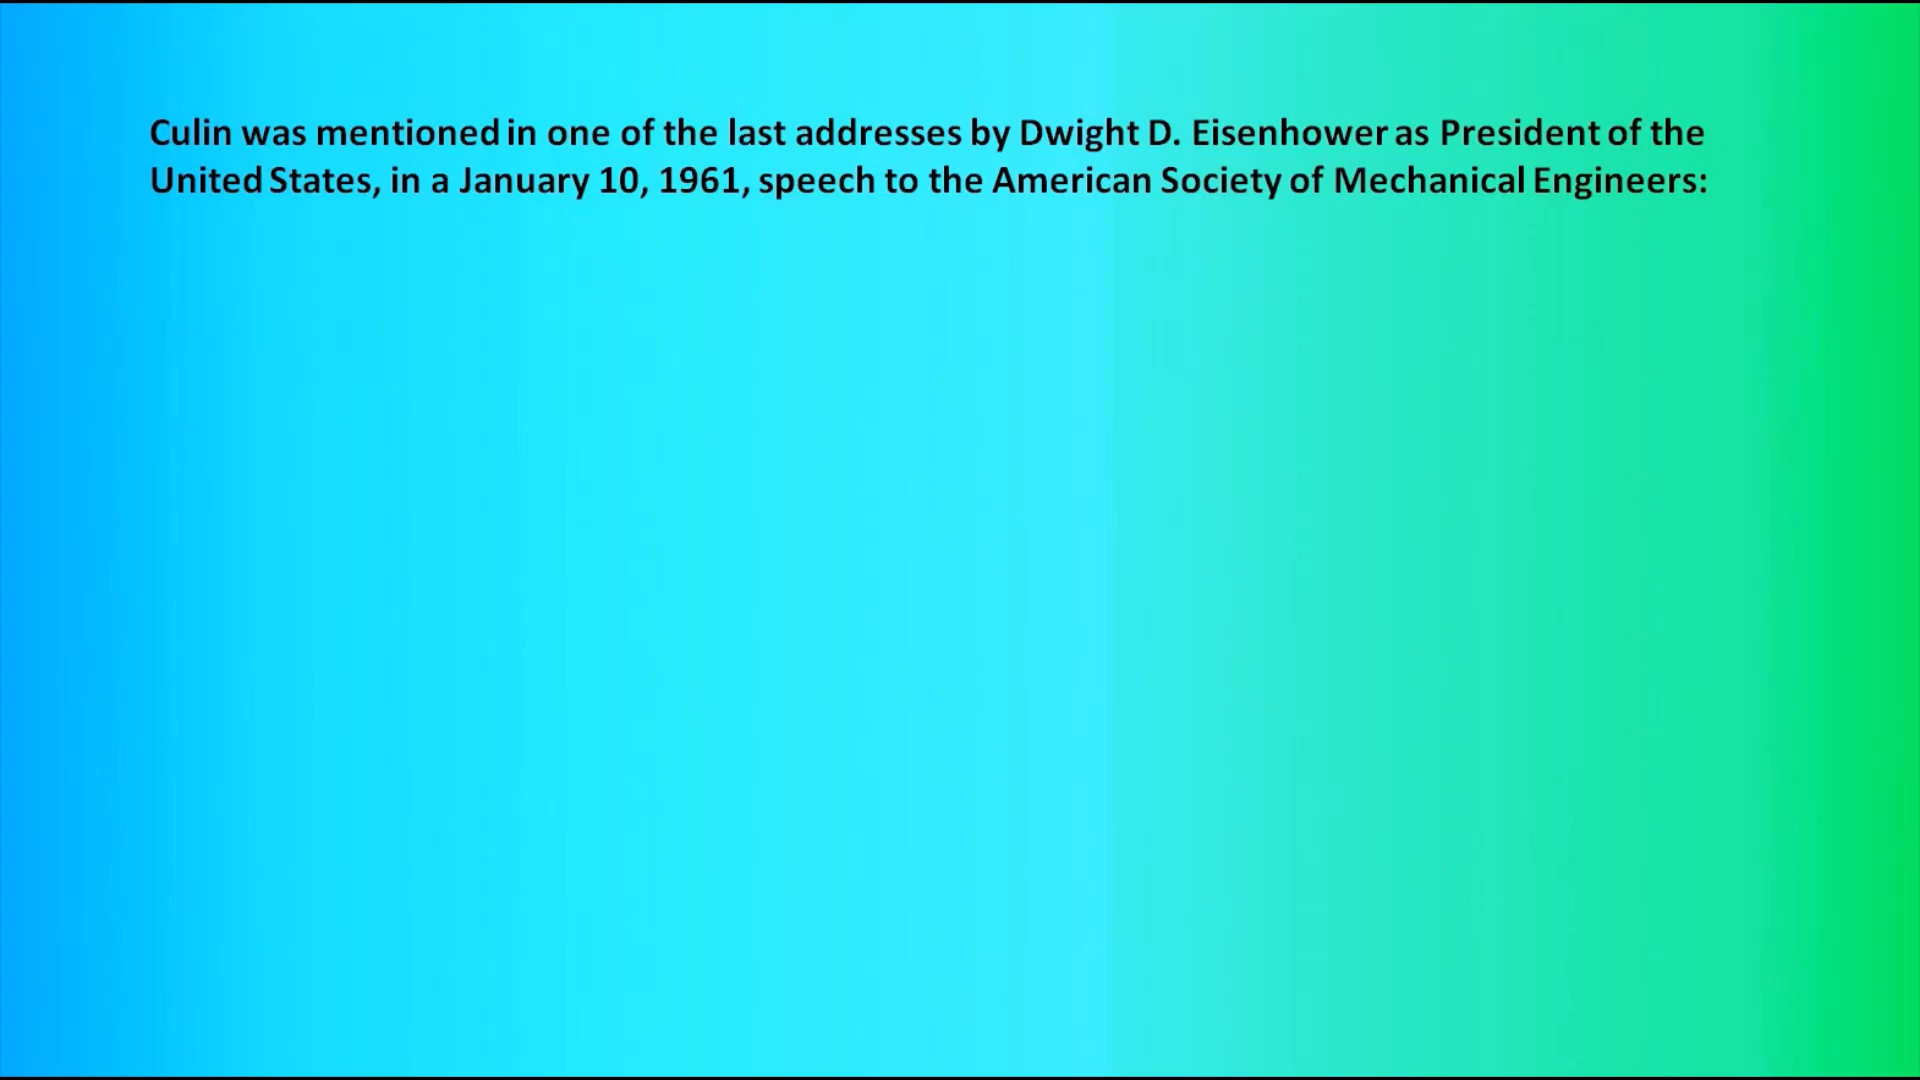 Culin was mentioned in one of the last addresses by Dwight D. Eisenhower as President of the
United States, in a January 10, 1961, speech to the American Society of Mechanical Engineers: